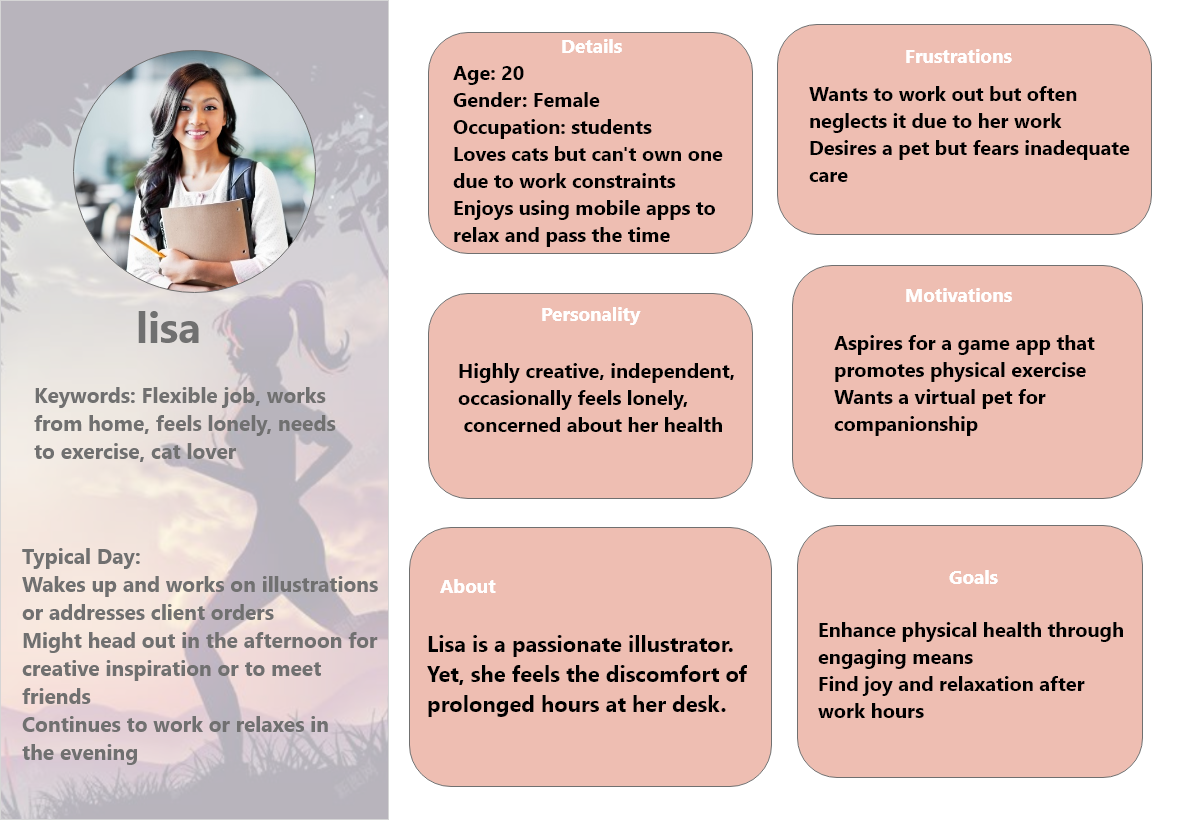 lisa
Keywords: Flexible job, works
from home, feels lonely, needs
to exercise, cat lover
Typical Day:
Wakes up and works on illustrations
or addresses client orders
Might head out in the afternoon for
creative inspiration or to meet
friends
Continues to work or relaxes in
the evening
Details
Age: 20
Gender: Female
Occupation: students
Loves cats but can't own one
due to work constraints
Enjoys using mobile apps to
relax and pass the time
Frustrations
Wants to work out but often
neglects it due to her work
Desires a pet but fears inadequate
care
Personality
Highly creative, independent,
occasionally feels lonely,
concerned about her health
Motivations
Aspires for a game app that
promotes physical exercise
Wants a virtual pet for
companionship
About
Lisa is a passionate illustrator.
Yet, she feels the discomfort of
prolonged hours at her desk.
Goals
Enhance physical health through
engaging means
Find joy and relaxation after
work hours